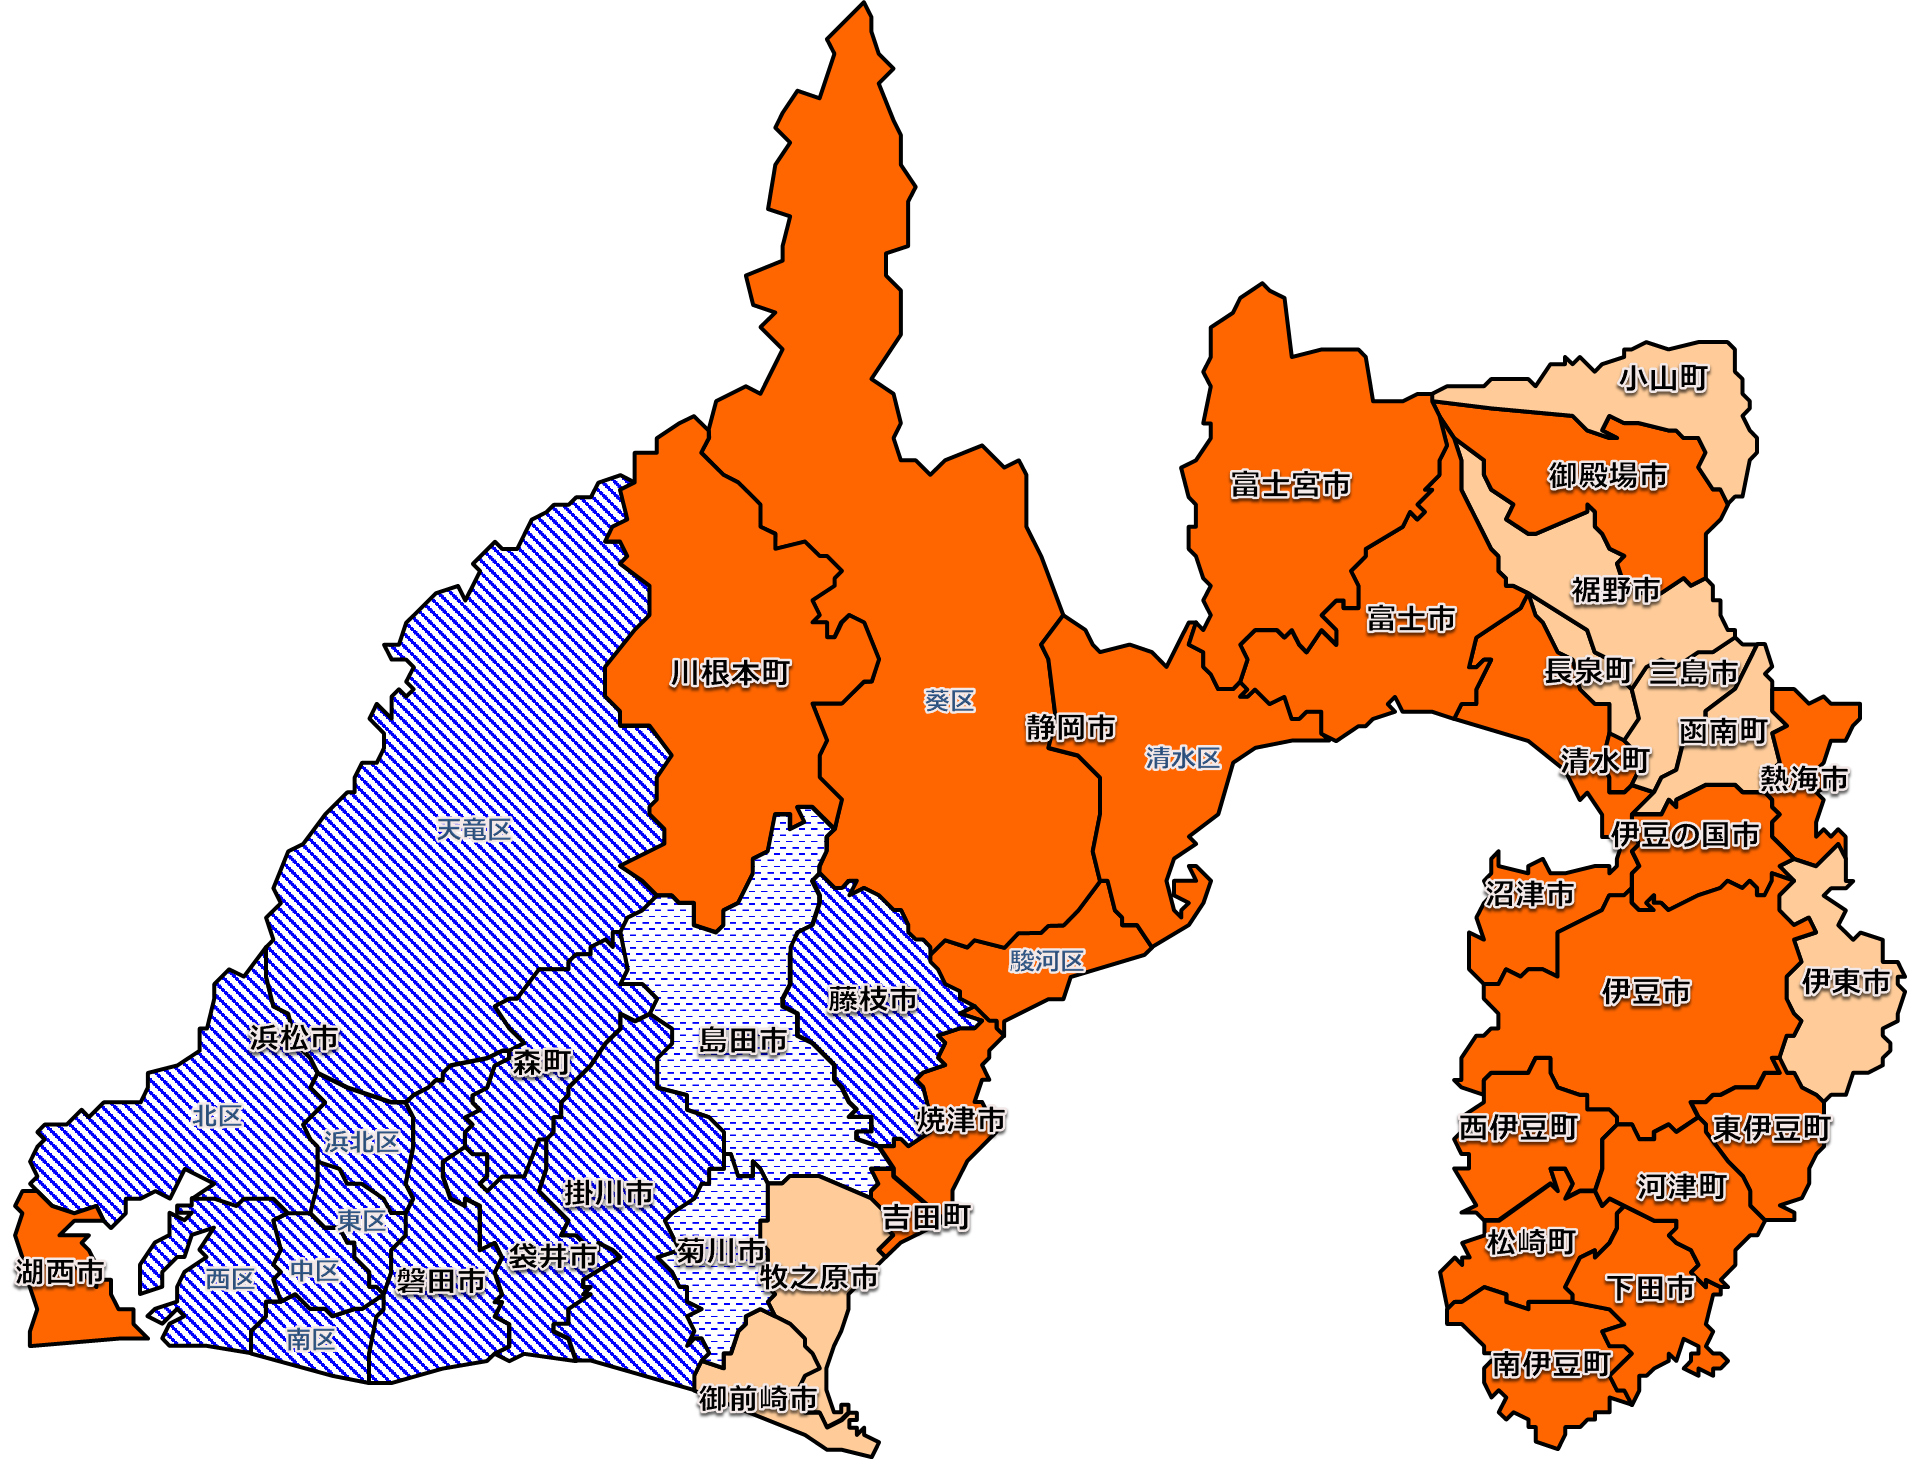 小山町
御殿場市
富士宮市
裾野市
富士市
長泉町
三島市
川根本町
葵区
静岡市
函南町
清水区
清水町
熱海市
天竜区
伊豆の国市
沼津市
駿河区
伊東市
伊豆市
藤枝市
浜松市
島田市
森町
北区
焼津市
西伊豆町
東伊豆町
浜北区
河津町
掛川市
吉田町
東区
松崎町
菊川市
袋井市
湖西市
中区
西区
磐田市
牧之原市
下田市
南区
南伊豆町
御前崎市